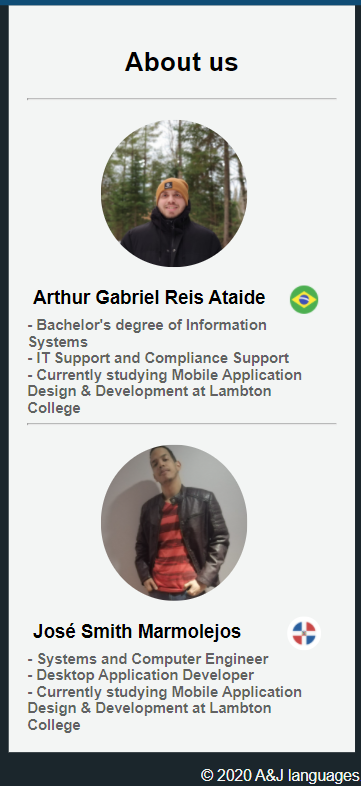 About us
Arthur Gabriel Reis Ataide
- Bachelor's degree of Information
Systems
- IT Support and Compliance Support
- Currently studying Mobile Application
Design & Development at Lambton
College
José Smith Marmolejos
- Systems and Computer Engineer
- Desktop Application Developer
- Currently studying Mobile Application
Design & Development at Lambton
College
© 2020 A&J languages